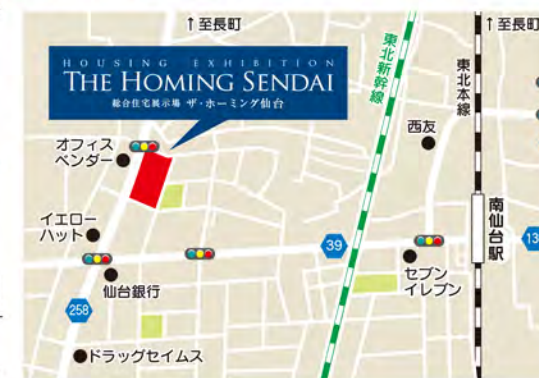 ↑至長町
↑至長町
HOUSING EXHIBITION
THE HOMING SENDAI
総合住宅展示場 ザ・ホーミング仙台
東北新幹線
東北本線
オフィス
ベンダー
西友
イエロー
ハット
南仙台駅
39
13
セブン
イレブン
仙台銀行
258
ドラッグセイムス